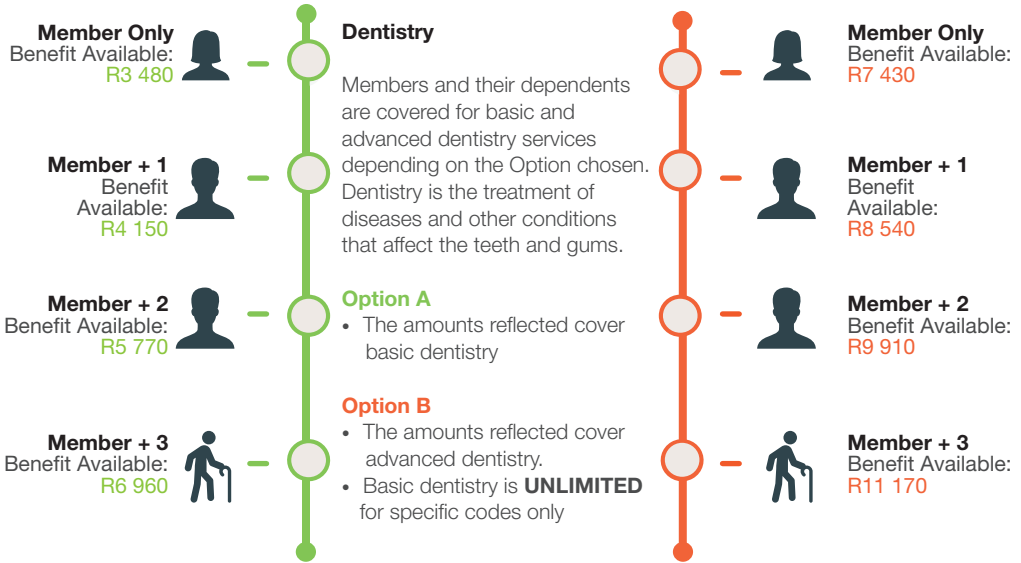 Member Only
Benefit Available:
R3 480
Member + 1
Benefit
Available:
R4 150
Member + 2
Benefit Available:
R5 770
Member + 3
Benefit Available:
R6 960
Dentistry
Members and their dependents
are covered for basic and
advanced dentistry services
depending on the Option chosen.
Dentistry is the treatment of
diseases and other conditions
that affect the teeth and gums.
Option A
• The amounts reflected cover
basic dentistry
Option B
• The amounts reflected cover
advanced dentistry.
• Basic dentistry is UNLIMITED
for specific codes only
Member Only
Benefit Available:
R7 430
Member + 1
Benefit
Available:
R8 540
Member + 2
Benefit Available:
R9 910
Member + 3
Benefit Available:
R11 170